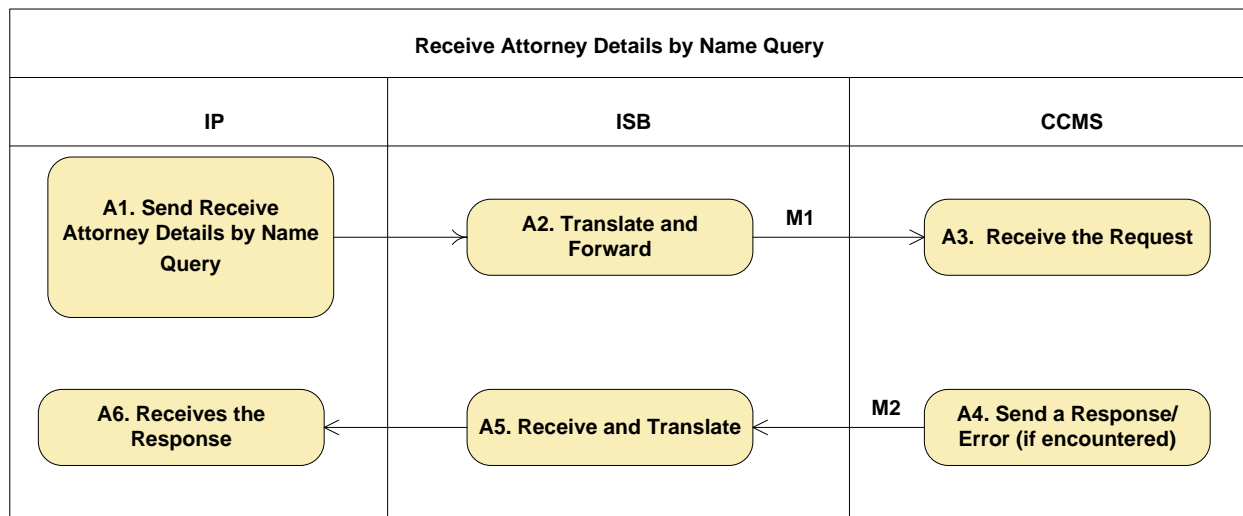 Receive Attorney Details by Name Query
IP
ISB
CCMS
A1. Send Receive
Attorney Details by Name
Query
A2. Translate and
Forward
M1
A3. Receive the Request
A6. Receives the
Response
A5. Receive and Translate
M2
A4. Send a Response/
Error (if encountered)